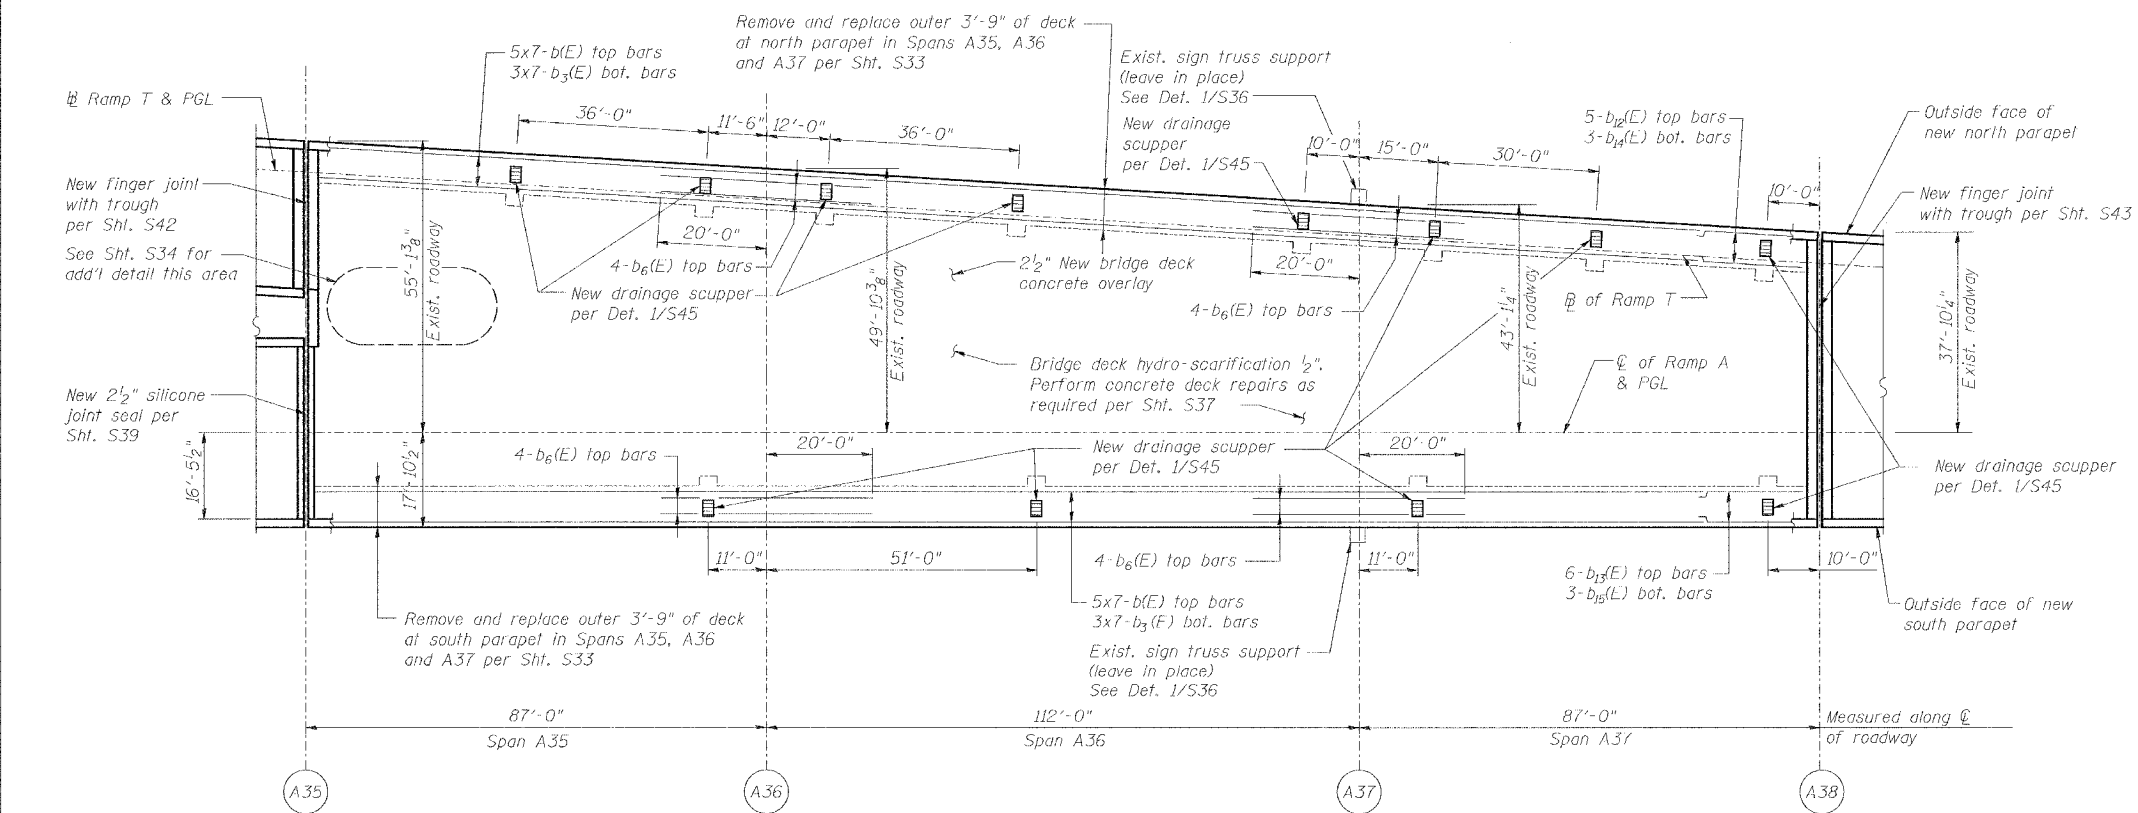 Remove and replace outer 3'-9" of deck
at north parapet in Spans A35, A36
and A37 per Sht. S33
5x7-b(E) top bars
3x7-b3(E) bot. bars
Exist. sign truss support
(leave in place)
See Det. 1/S36
New drainage
scupper
per Det. 1/S45
℄ Ramp T & PGL
36'-0"
11'-6"
12'-0"
36'-0"
10'-0"
15'-0"
30'-0"
5-b12(E) top bars
3-b14(E) bot. bars
10'-0"
Outside face of
new north parapet
New finger joint
with trough
per Sht. S42
See Sht. S34 for
add'l detail this area
New finger joint
with trough per Sht. S43
55'-1⅜"
Exist. roadway
20'-0"
4-b6(E) top bars
New drainage scupper
per Det. 1/S45
49'-10⅜"
Exist. roadway
2½" New bridge deck
concrete overlay
20'-0"
4-b6(E) top bars
43'-1¼"
Exist. roadway
℄ of Ramp T
37'-10¼"
Exist. roadway
Bridge deck hydro-scarification ½".
Perform concrete deck repairs as
required per Sht. S37
℄ of Ramp A
& PGL
New 2½" silicone
joint seal per
Sht. S39
16'-5½"
17'-10½"
4-b6(E) top bars
20'-0"
New drainage scupper
per Det. 1/S45
20'-0"
New drainage scupper
per Det. 1/S45
11'-0"
51'-0"
4-b6(E) top bars
11'-0"
6-b13(E) top bars
3-b15(E) bot. bars
10'-0"
5x7-b(E) top bars
3x7-b3(E) bot. bars
Outside face of new
south parapet
Remove and replace outer 3'-9" of deck
at south parapet in Spans A35, A36
and A37 per Sht. S33
Exist. sign truss support
(leave in place)
See Det. 1/S36
87'-0"
Span A35
112'-0"
Span A36
87'-0"
Span A37
Measured along ℄
of roadway
A35
A36
A37
A38